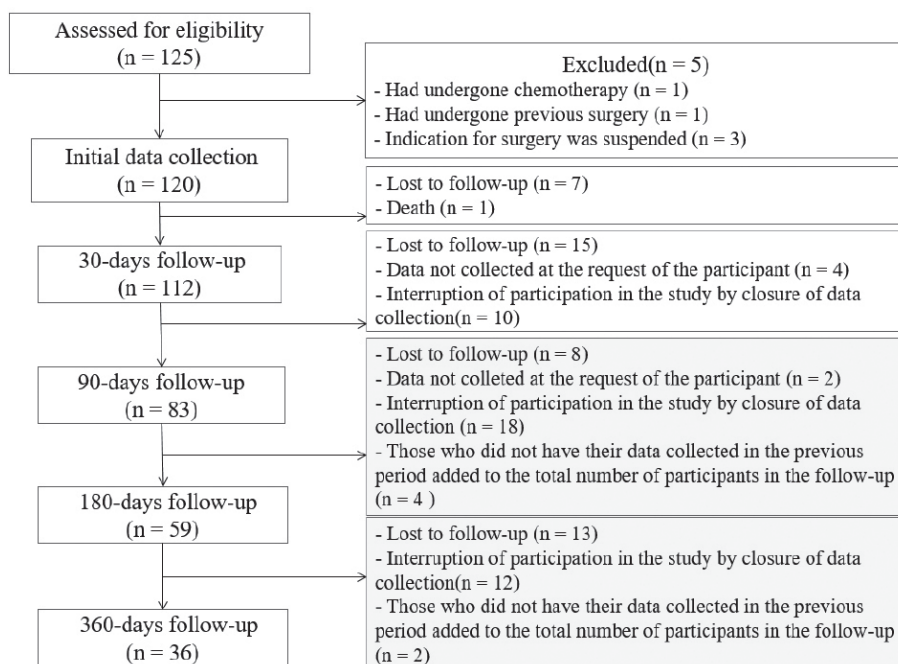 Assessed for eligibility
(n = 125)
Excluded(n = 5)
- Had undergone chemotherapy (n = 1)
- Had undergone previous surgery (n = 1)
- Indication for surgery was suspended (n = 3)
Initial data collection
(n = 120)
- Lost to follow-up (n = 7)
- Death (n = 1)
30-days follow-up
(n = 112)
- Lost to follow-up (n = 15)
- Data not collected at the request of the participant (n = 4)
- Interruption of participation in the study by closure of data
collection(n = 10)
90-days follow-up
(n = 83)
- Lost to follow-up (n = 8)
- Data not colleted at the request of the participant (n = 2)
- Interruption of participation in the study by closure of data
collection (n = 18)
- Those who did not have their data collected in the previous
period added to the total number of participants in the follow-up
(n = 4 )
180-days follow-up
(n = 59)
- Lost to follow-up (n = 13)
- Interruption of participation in the study by closure of data
collection(n = 12)
- Those who did not have their data collected in the previous
period added to the total number of participants in the follow-up
(n = 2)
360-days follow-up
(n = 36)